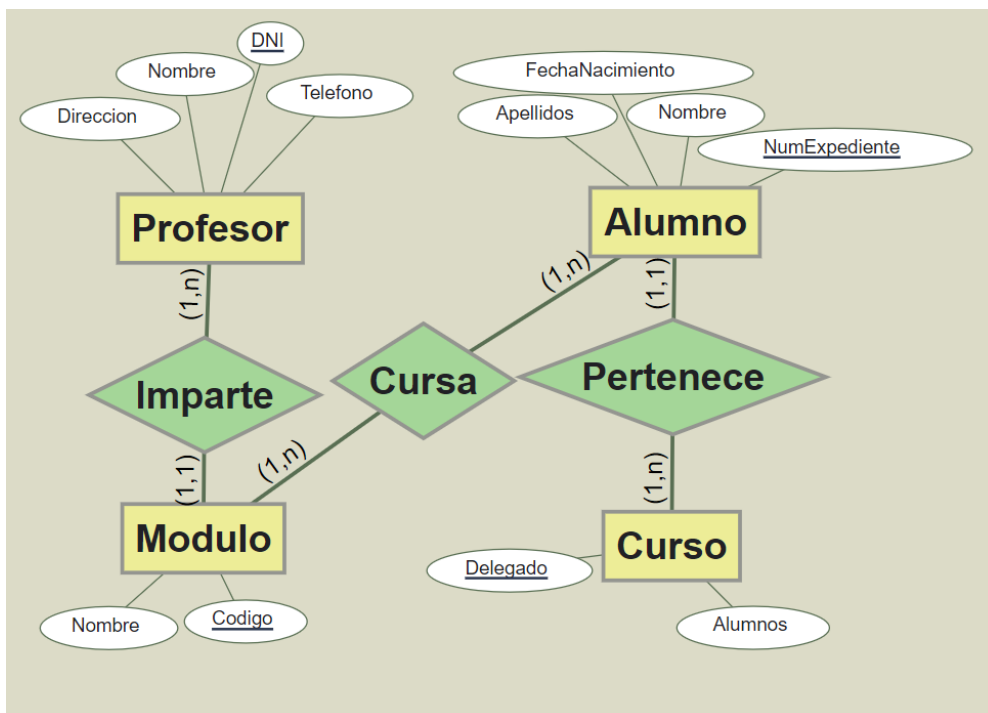 DNI
Nombre
Direccion
Telefono
Profesor
(1,n)
Imparte
(1,1)
Modulo
Nombre
Codigo
FechaNacimiento
Apellidos
Nombre
NumExpediente
Alumno
(1,n)
Cursa
(1,n)
(1,1)
Pertenece
(1,n)
Curso
Delegado
Alumnos